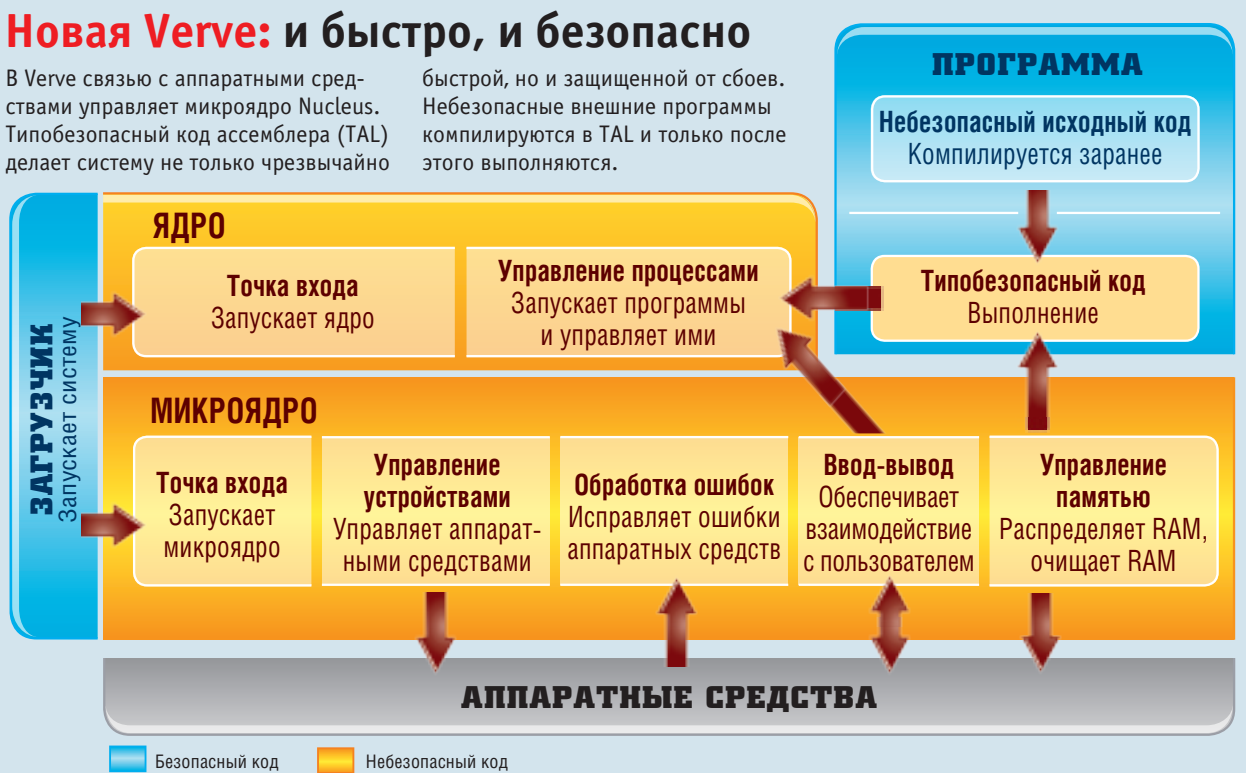 Новая Verve: и быстро, и безопасно
В Verve связью с аппаратными сред-
ствами управляет микроядро Nucleus.
Типобезопасный код ассемблера (TAL)
делает систему не только чрезвычайно
быстрой, но и защищенной от сбоев.
Небезопасные внешние программы
компилируются в TAL и только после
этого выполняются.
ПРОГРАММА
Небезопасный исходный код
Компилируется заранее
Типобезопасный код
Выполнение
ЗАГРУЗЧИК
Запускает систему
ЯДРО
Точка входа
Запускает ядро
Управление процессами
Запускает программы
и управляет ими
МИКРОЯДРО
Точка входа
Запускает
микроядро
Управление
устройствами
Управляет аппарат-
ными средствами
Обработка ошибок
Исправляет ошибки
аппаратных средств
Ввод-вывод
Обеспечивает
взаимодействие
с пользователем
Управление
памятью
Распределяет RAM,
очищает RAM
АППАРАТНЫЕ СРЕДСТВА
Безопасный код
Небезопасный код